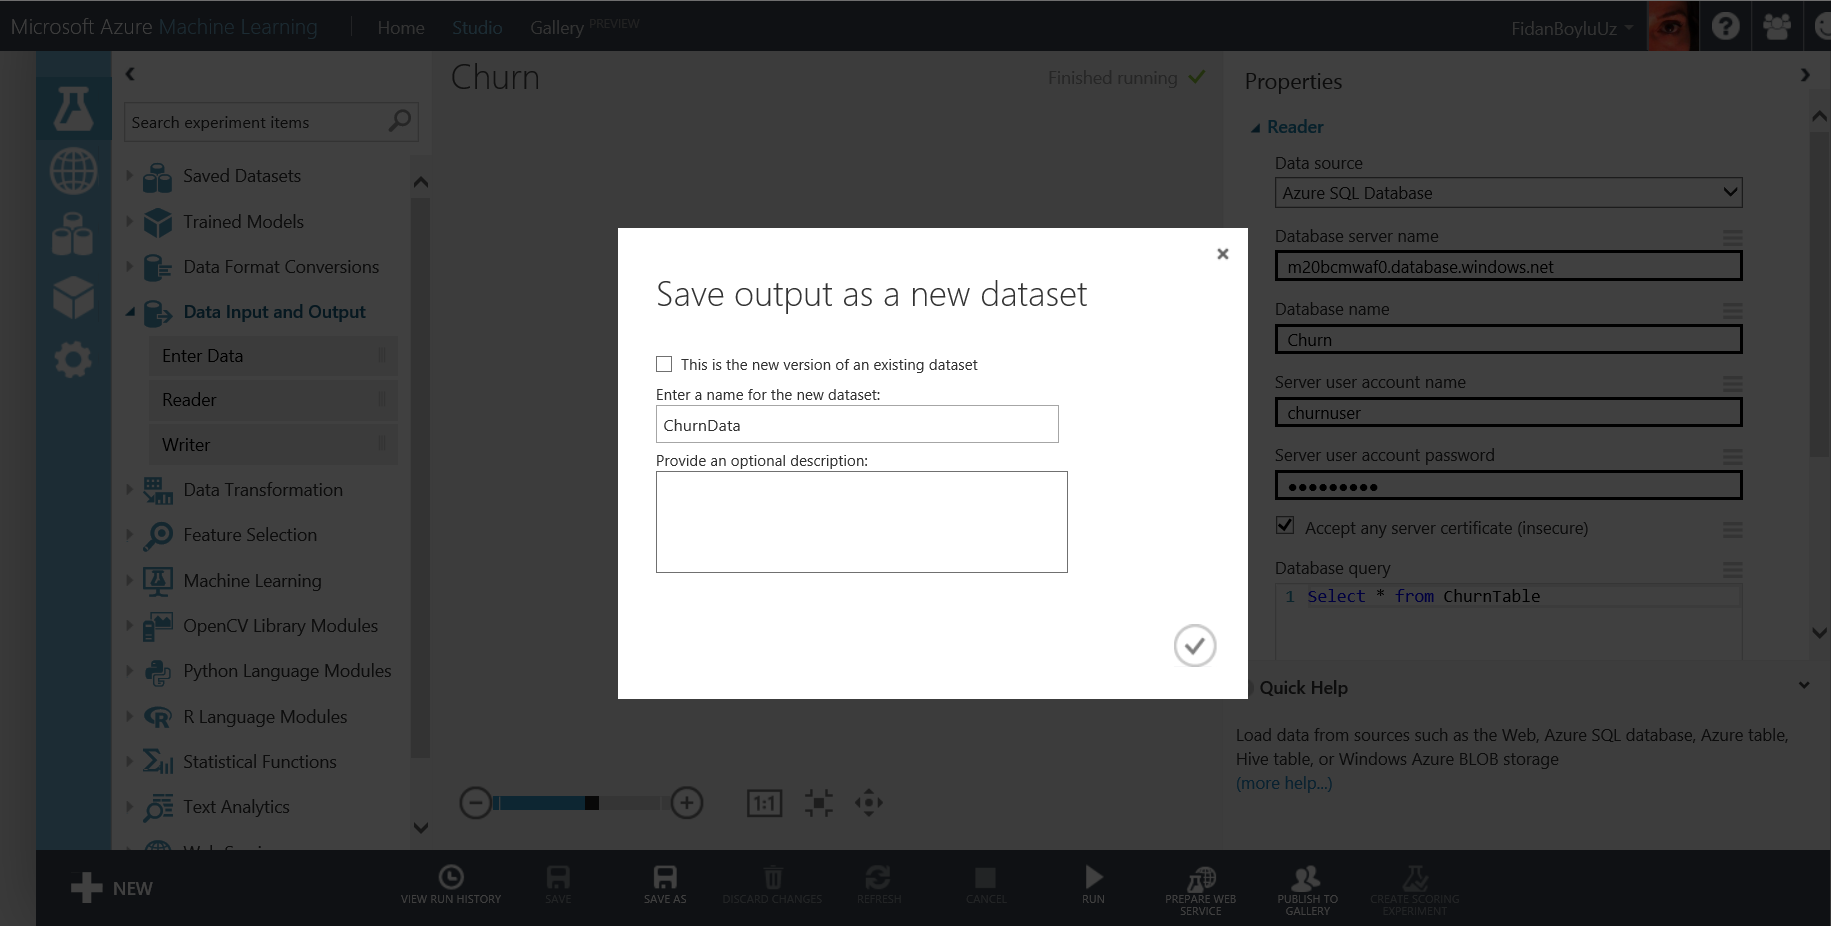 Microsoft Azure Machine Learning
Home
Studio
Gallery PREVIEW
FidanBoyluUz
?
Search experiment items
Saved Datasets
Trained Models
Data Format Conversions
Data Input and Output
Enter Data
Reader
Writer
Data Transformation
Feature Selection
Machine Learning
OpenCV Library Modules
Python Language Modules
R Language Modules
Statistical Functions
Text Analytics
Churn
Finished running
Save output as a new dataset
This is the new version of an existing dataset
Enter a name for the new dataset:
ChurnData
Provide an optional description:
1:1
Properties
Reader
Data source
Azure SQL Database
Database server name
m20bcmwaf0.database.windows.net
Database name
Churn
Server user account name
churnuser
Server user account password
•••••••••
Accept any server certificate (insecure)
Database query
1 Select * from ChurnTable
Quick Help
Load data from sources such as the Web, Azure SQL database, Azure table,
Hive table, or Windows Azure BLOB storage
(more help...)
NEW
VIEW RUN HISTORY
SAVE
SAVE AS
DISCARD CHANGES
REFRESH
CANCEL
RUN
PREPARE WEB
SERVICE
PUBLISH TO
GALLERY
CREATE SCORING
EXPERIMENT